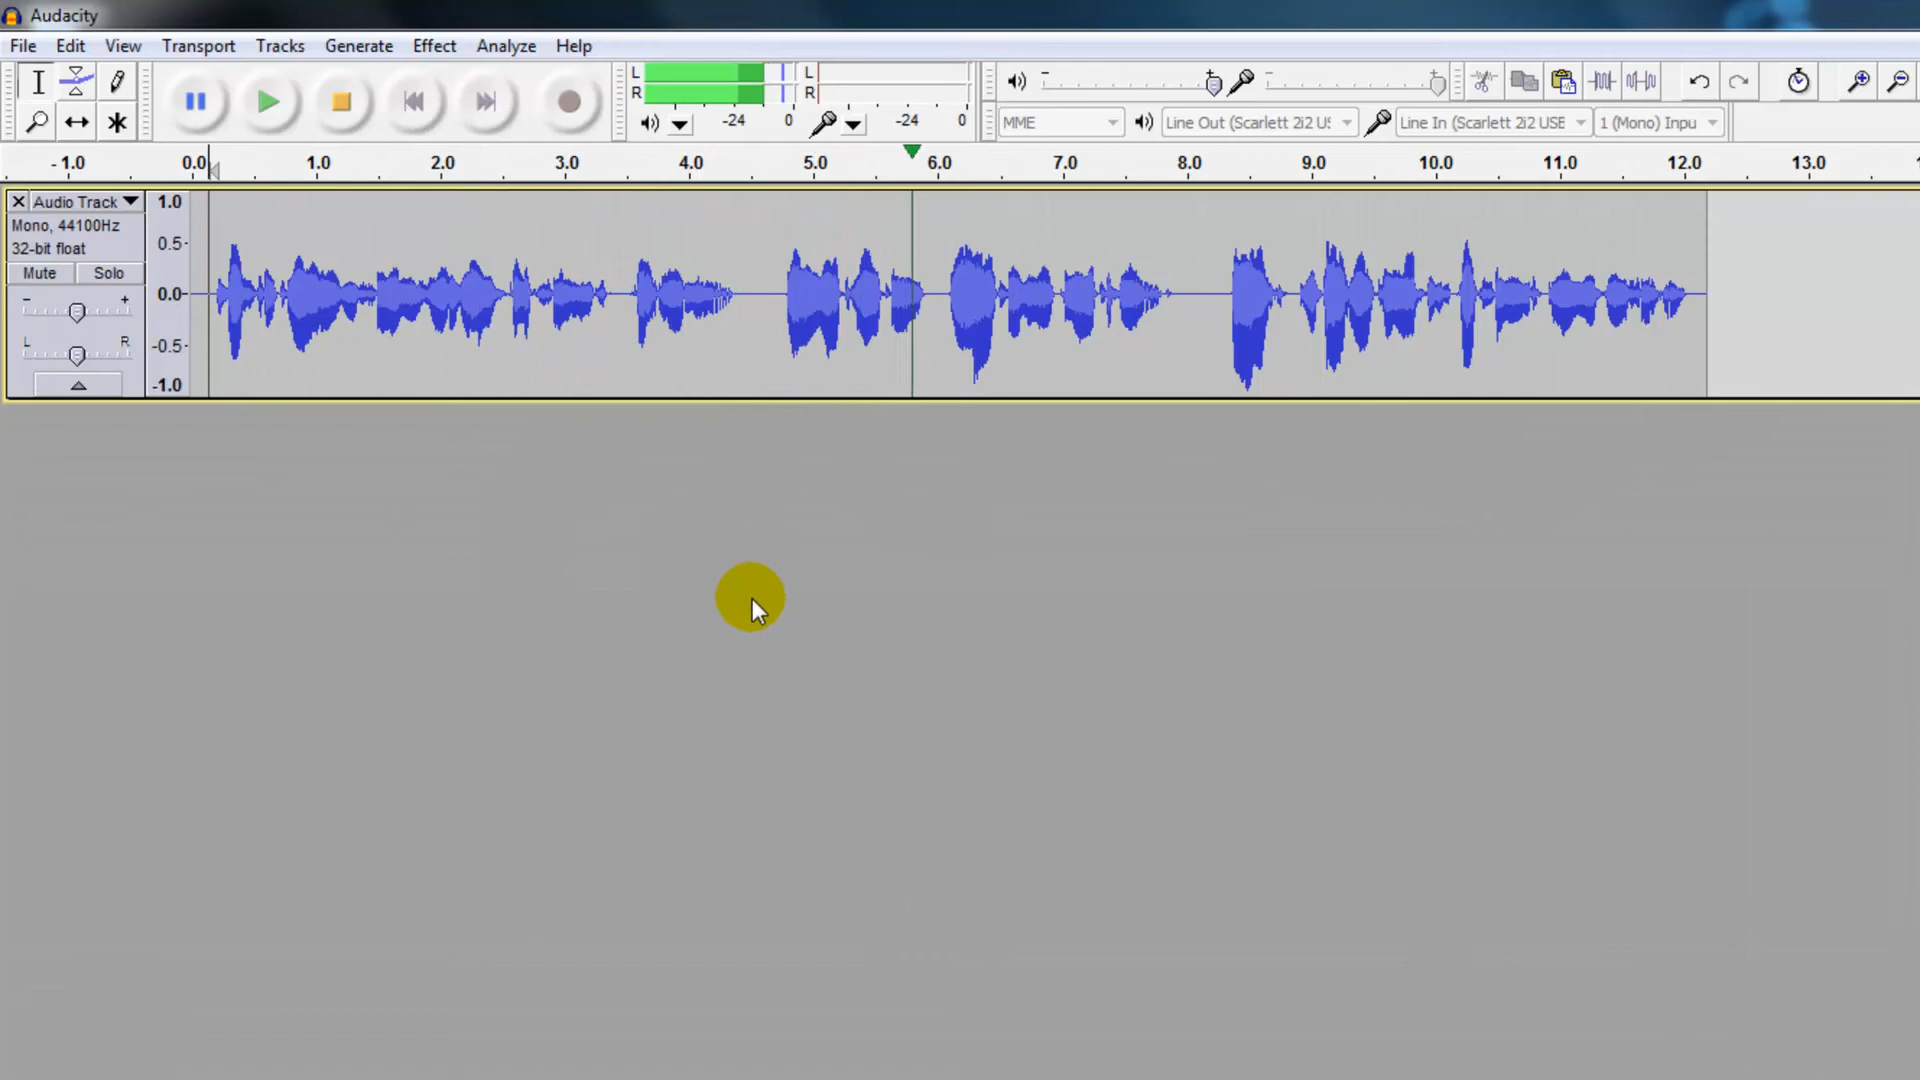 Audacity
File Edit View Transport Tracks Generate Effect Analyze Help
L L
R R
-24 0 -24 0
MME Line Out (Scarlett 2i2 US Line In (Scarlett 2i2 USB 1 (Mono) Inpu
- 1.0 0.0 1.0 2.0 3.0 4.0 5.0 6.0 7.0 8.0 9.0 10.0 11.0 12.0 13.0
Audio Track 1.0
Mono, 44100Hz
32-bit float 0.5-
Mute Solo
- + 0.0-
L R -0.5-
-1.0